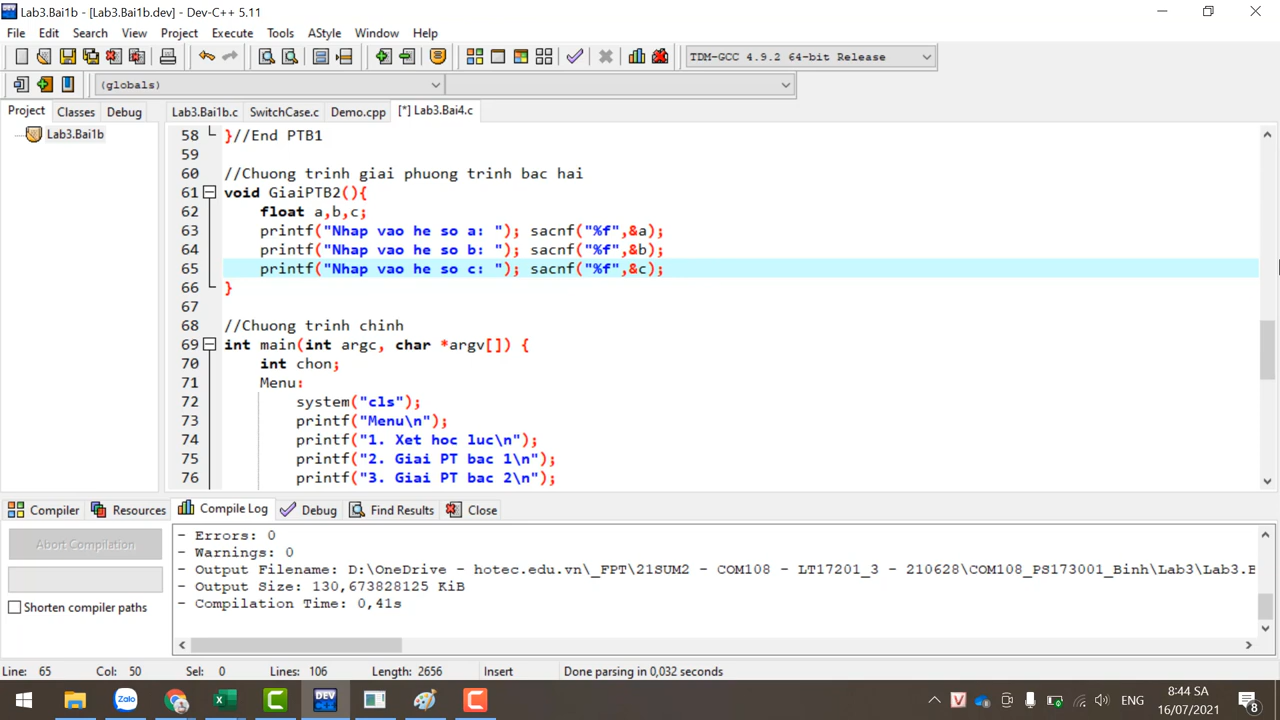 Lab3.Bai1b - [Lab3.Bai1b.dev] - Dev-C++ 5.11
File Edit Search View Project Execute Tools AStyle Window Help
TDM-GCC 4.9.2 64-bit Release
(globals)
Project Classes Debug Lab3.Bai1b.c SwitchCase.c Demo.cpp [*] Lab3.Bai4.c
Lab3.Bai1b
58 }//End PTB1
59
60 //Chuong trinh giai phuong trinh bac hai
61 void GiaiPTB2(){
62 float a,b,c;
63 printf("Nhap vao he so a: "); sacnf("%f",&a);
64 printf("Nhap vao he so b: "); sacnf("%f",&b);
65 printf("Nhap vao he so c: "); sacnf("%f",&c);
66 }
67
68 //Chuong trinh chinh
69 int main(int argc, char *argv[]) {
70 int chon;
71 Menu:
72 system("cls");
73 printf("Menu\n");
74 printf("1. Xet hoc luc\n");
75 printf("2. Giai PT bac 1\n");
76 printf("3. Giai PT bac 2\n");
Compiler Resources Compile Log Debug Find Results Close
Abort Compilation
Shorten compiler paths
- Errors: 0
- Warnings: 0
- Output Filename: D:\OneDrive - hotec.edu.vn\_FPT\21SUM2 - COM108 - LT17201_3 - 210628\COM108_PS173001_Binh\Lab3\Lab3.B
- Output Size: 130,673828125 KiB
- Compilation Time: 0,41s
Line: 65 Col: 50 Sel: 0 Lines: 106 Length: 2656 Insert Done parsing in 0,032 seconds
Zalo DEV ENG 8:44 SA
16/07/2021 8